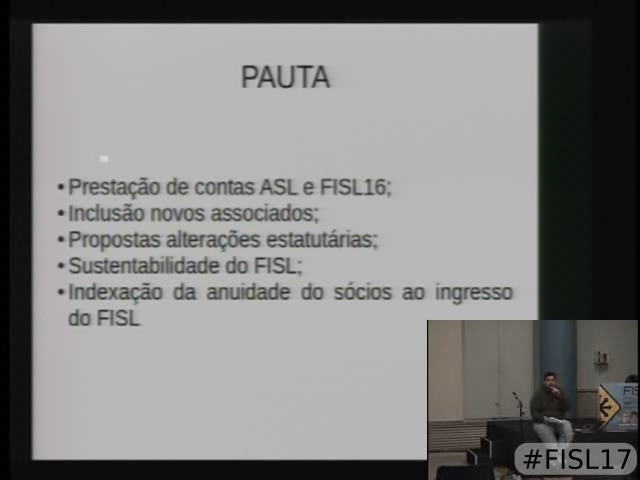 PAUTA
• Prestação de contas ASL e FISL16;
• Inclusão novos associados;
• Propostas alterações estatutárias;
• Sustentabilidade do FISL;
• Indexação da anuidade do sócios ao ingresso
do FISL
#FISL17